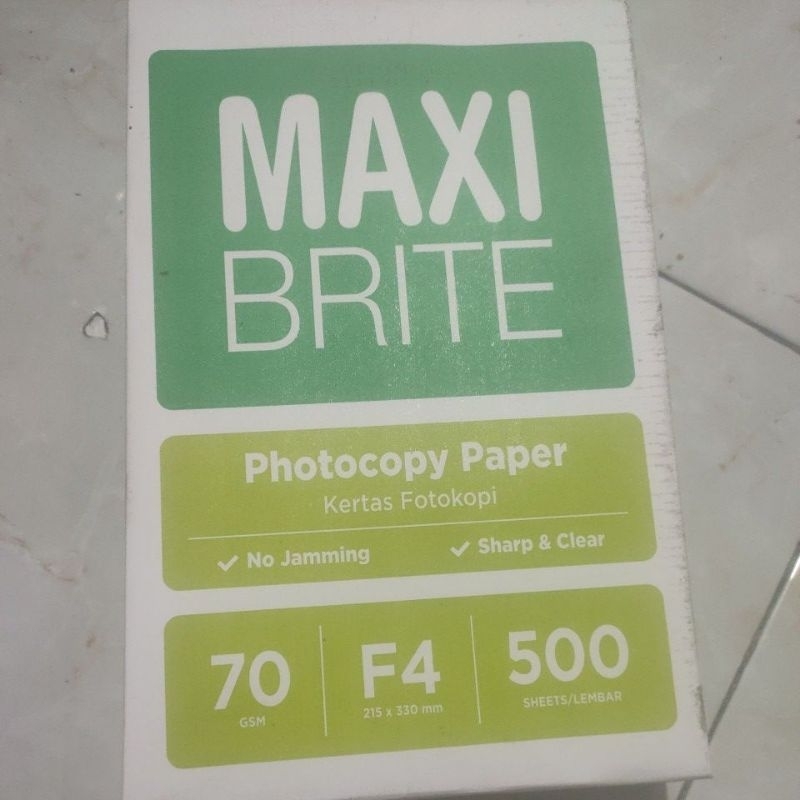 MAXI
BRITE
Photocopy Paper
Kertas Fotokopi
No Jamming
Sharp & Clear
70
GSM
F4
215 x 330 mm
500
SHEETS/LEMBAR